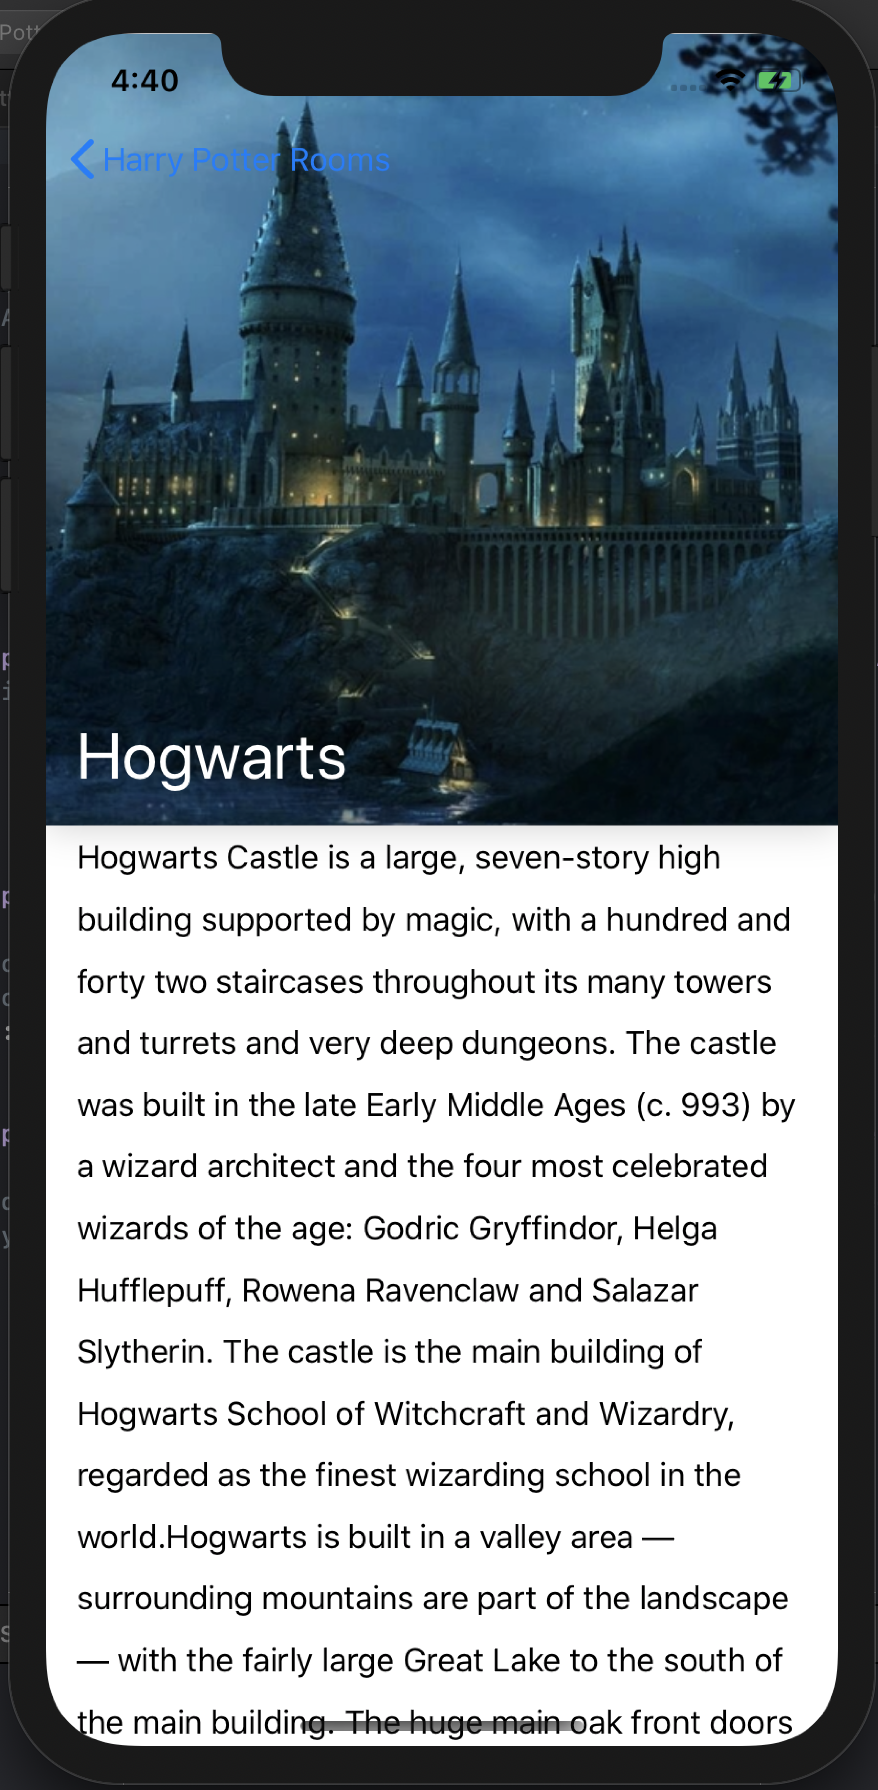 4:40
Harry Potter Rooms
Hogwarts
Hogwarts Castle is a large, seven-story high
building supported by magic, with a hundred and
forty two staircases throughout its many towers
and turrets and very deep dungeons. The castle
was built in the late Early Middle Ages (c. 993) by
a wizard architect and the four most celebrated
wizards of the age: Godric Gryffindor, Helga
Hufflepuff, Rowena Ravenclaw and Salazar
Slytherin. The castle is the main building of
Hogwarts School of Witchcraft and Wizardry,
regarded as the finest wizarding school in the
world.Hogwarts is built in a valley area —
surrounding mountains are part of the landscape
— with the fairly large Great Lake to the south of
the main building. The huge main oak front doors